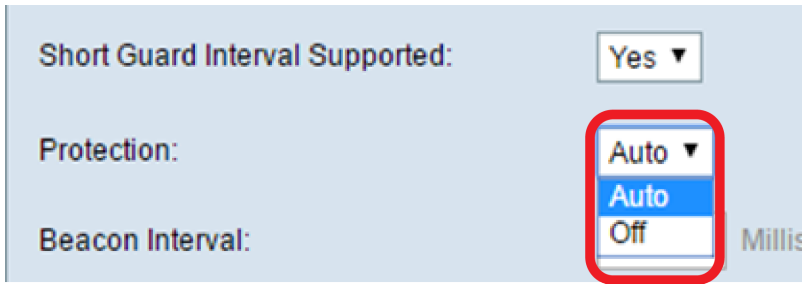 Short Guard Interval Supported: Yes
Protection: Auto
Auto
Beacon Interval: Off